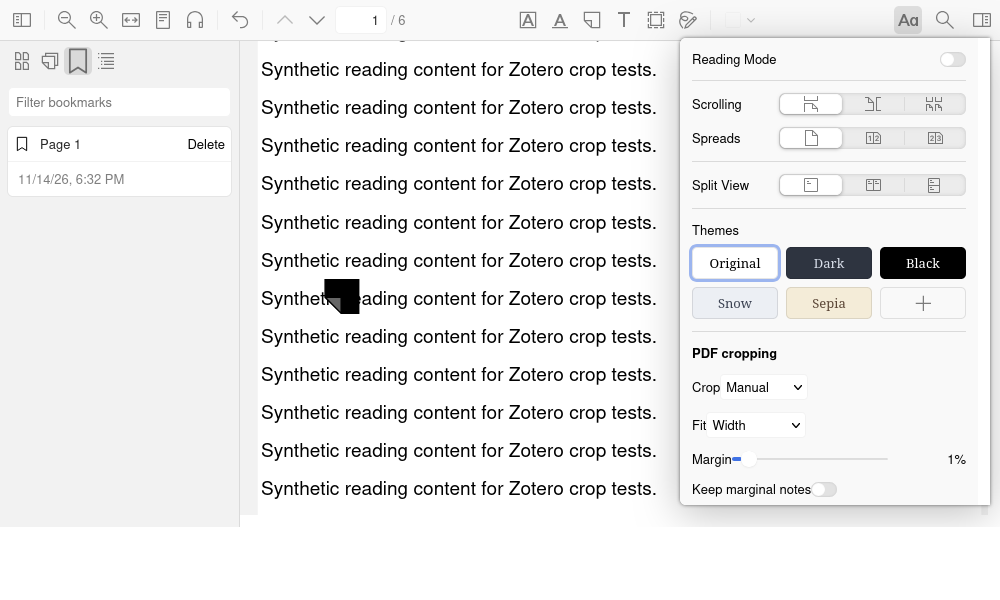 1 / 6
Aa
Filter bookmarks
Page 1 Delete
11/14/26, 6:32 PM
Synthetic reading content for Zotero crop tests.
Synthetic reading content for Zotero crop tests.
Synthetic reading content for Zotero crop tests.
Synthetic reading content for Zotero crop tests.
Synthetic reading content for Zotero crop tests.
Synthetic reading content for Zotero crop tests.
Synthet eading content for Zotero crop tests.
Synthetic reading content for Zotero crop tests.
Synthetic reading content for Zotero crop tests.
Synthetic reading content for Zotero crop tests.
Synthetic reading content for Zotero crop tests.
Synthetic reading content for Zotero crop tests.
Reading Mode
Scrolling
Spreads
Split View
Themes
Original Dark Black
Snow Sepia
PDF cropping
Crop Manual
Fit Width
Margin 1%
Keep marginal notes